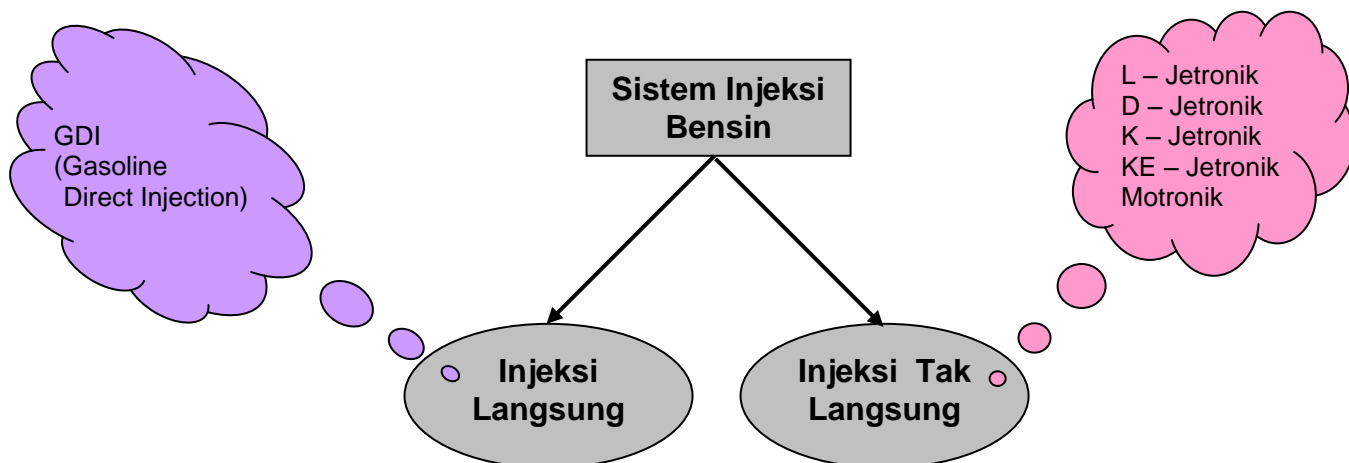 Sistem Injeksi
Bensin
GDI
(Gasoline
Direct Injection)
L – Jetronik
D – Jetronik
K – Jetronik
KE – Jetronik
Motronik
Injeksi
Langsung
Injeksi Tak
Langsung